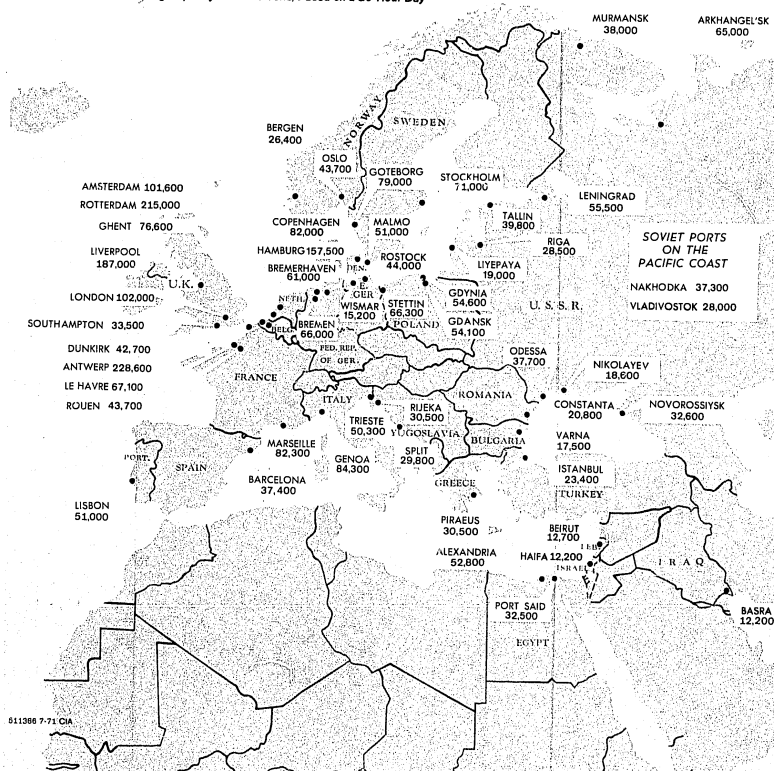 MURMANSK
38,000
ARKHANGEL'SK
65,000
NORWAY
SWEDEN
BERGEN
26,400
OSLO
43,700
GOTEBORG
79,000
STOCKHOLM
71,000
LENINGRAD
55,500
AMSTERDAM 101,600
ROTTERDAM 215,000
GHENT 76,600
LIVERPOOL
187,000
U.K.
LONDON 102,000
SOUTHAMPTON 33,500
DUNKIRK 42,700
ANTWERP 228,600
LE HAVRE 67,100
ROUEN 43,700
COPENHAGEN
82,000
MALMO
51,000
TALLIN
39,800
RIGA
28,500
HAMBURG 157,500
DEN.
ROSTOCK
44,000
LIYEPAYA
19,000
BREMERHAVEN
61,000
NETH.
E.
GER
WISMAR
15,200
STETTIN
66,300
GDYNIA
54,600
GDANSK
54,100
BELG.
BREMEN
66,000
POLAND
U. S. S. R.
SOVIET PORTS
ON THE
PACIFIC COAST
NAKHODKA 37,300
VLADIVOSTOK 28,000
FED. REP.
OF GER.
FRANCE
ODESSA
37,700
NIKOLAYEV
18,600
ITALY
ROMANIA
CONSTANTA
20,800
NOVOROSSIYSK
32,600
RIJEKA
30,500
TRIESTE
50,300
YUGOSLAVIA
BULGARIA
VARNA
17,500
MARSEILLE
82,300
GENOA
84,300
SPLIT
29,800
PORT.
SPAIN
BARCELONA
37,400
LISBON
51,000
GREECE
ISTANBUL
23,400
TURKEY
PIRAEUS
30,500
BEIRUT
12,700
LEB.
ALEXANDRIA
52,800
HAIFA 12,200
ISRAEL
IRAQ
BASRA
12,200
PORT SAID
32,500
EGYPT
511366 7-71 CIA